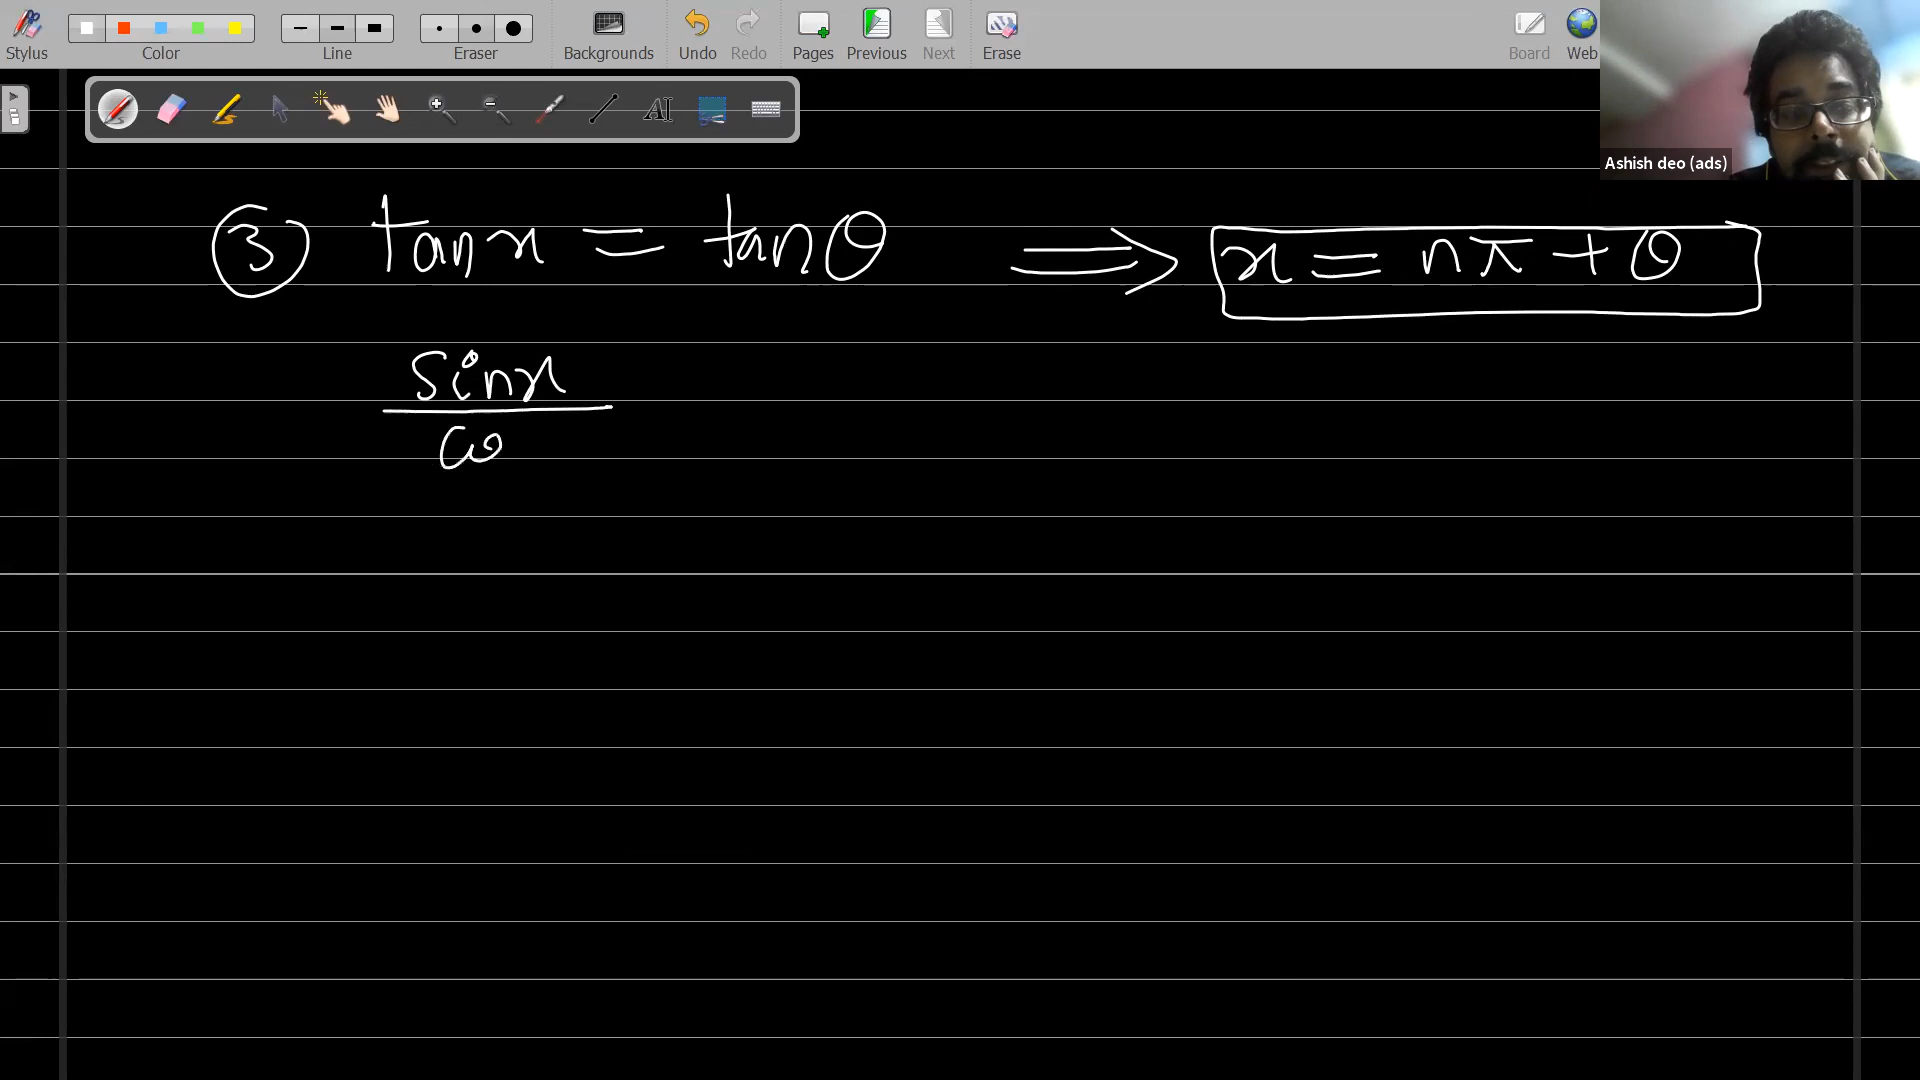 Stylus Color Line Eraser Backgrounds Undo Redo Pages Previous Next Erase Board Web
AI
Ashish deo (ads)
③ tan x = tan θ ⟹ x = nπ + θ
sin x
co